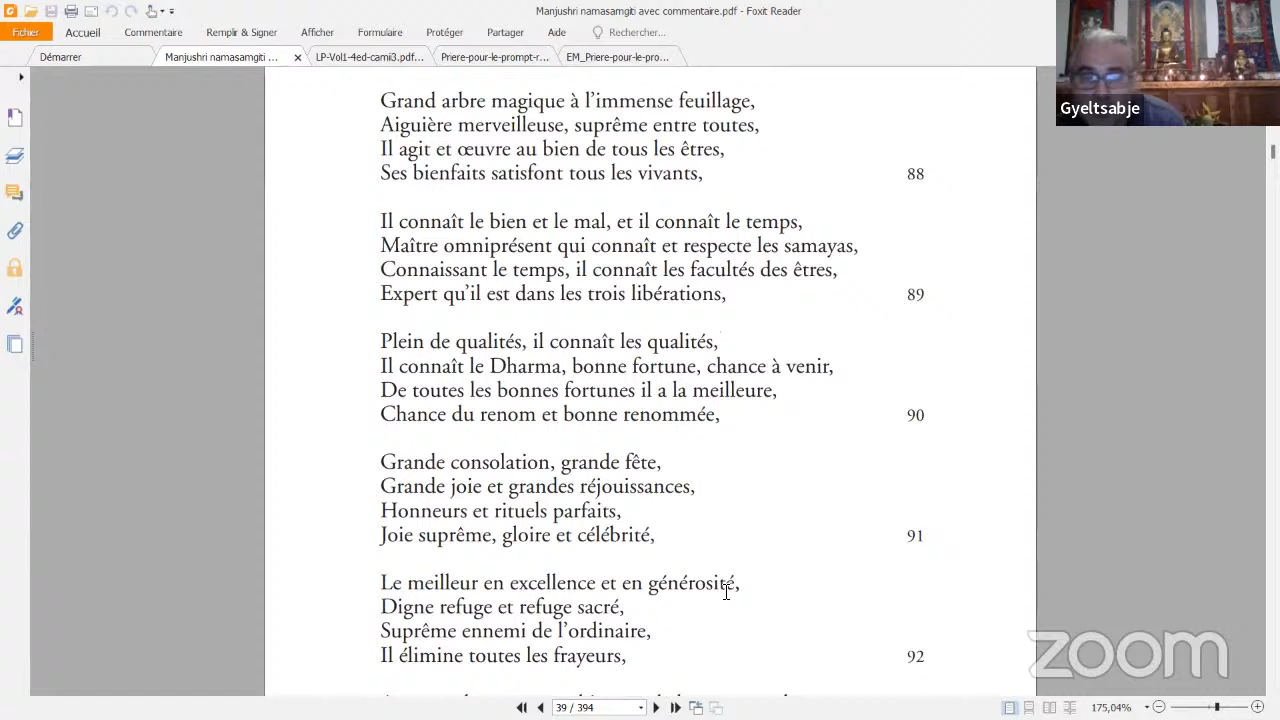 Manjushri namasamgiti avec commentaire.pdf - Foxit Reader
Fichier Accueil Commentaire Remplir & Signer Afficher Formulaire Protéger Partager Aide Rechercher...
Démarrer Manjushri namasamgiti ... LP-Vol1-4ed-cami3.pdf... Priere-pour-le-prompt-r... EM_Priere-pour-le-pro...
Gyeltsabje
Grand arbre magique à l’immense feuillage,
Aiguière merveilleuse, suprême entre toutes,
Il agit et œuvre au bien de tous les êtres,
Ses bienfaits satisfont tous les vivants, 88
Il connaît le bien et le mal, et il connaît le temps,
Maître omniprésent qui connaît et respecte les samayas,
Connaissant le temps, il connaît les facultés des êtres,
Expert qu’il est dans les trois libérations, 89
Plein de qualités, il connaît les qualités,
Il connaît le Dharma, bonne fortune, chance à venir,
De toutes les bonnes fortunes il a la meilleure,
Chance du renom et bonne renommée, 90
Grande consolation, grande fête,
Grande joie et grandes réjouissances,
Honneurs et rituels parfaits,
Joie suprême, gloire et célébrité, 91
Le meilleur en excellence et en générosité,
Digne refuge et refuge sacré,
Suprême ennemi de l’ordinaire,
Il élimine toutes les frayeurs, 92
zoom
39 / 394 175,04%